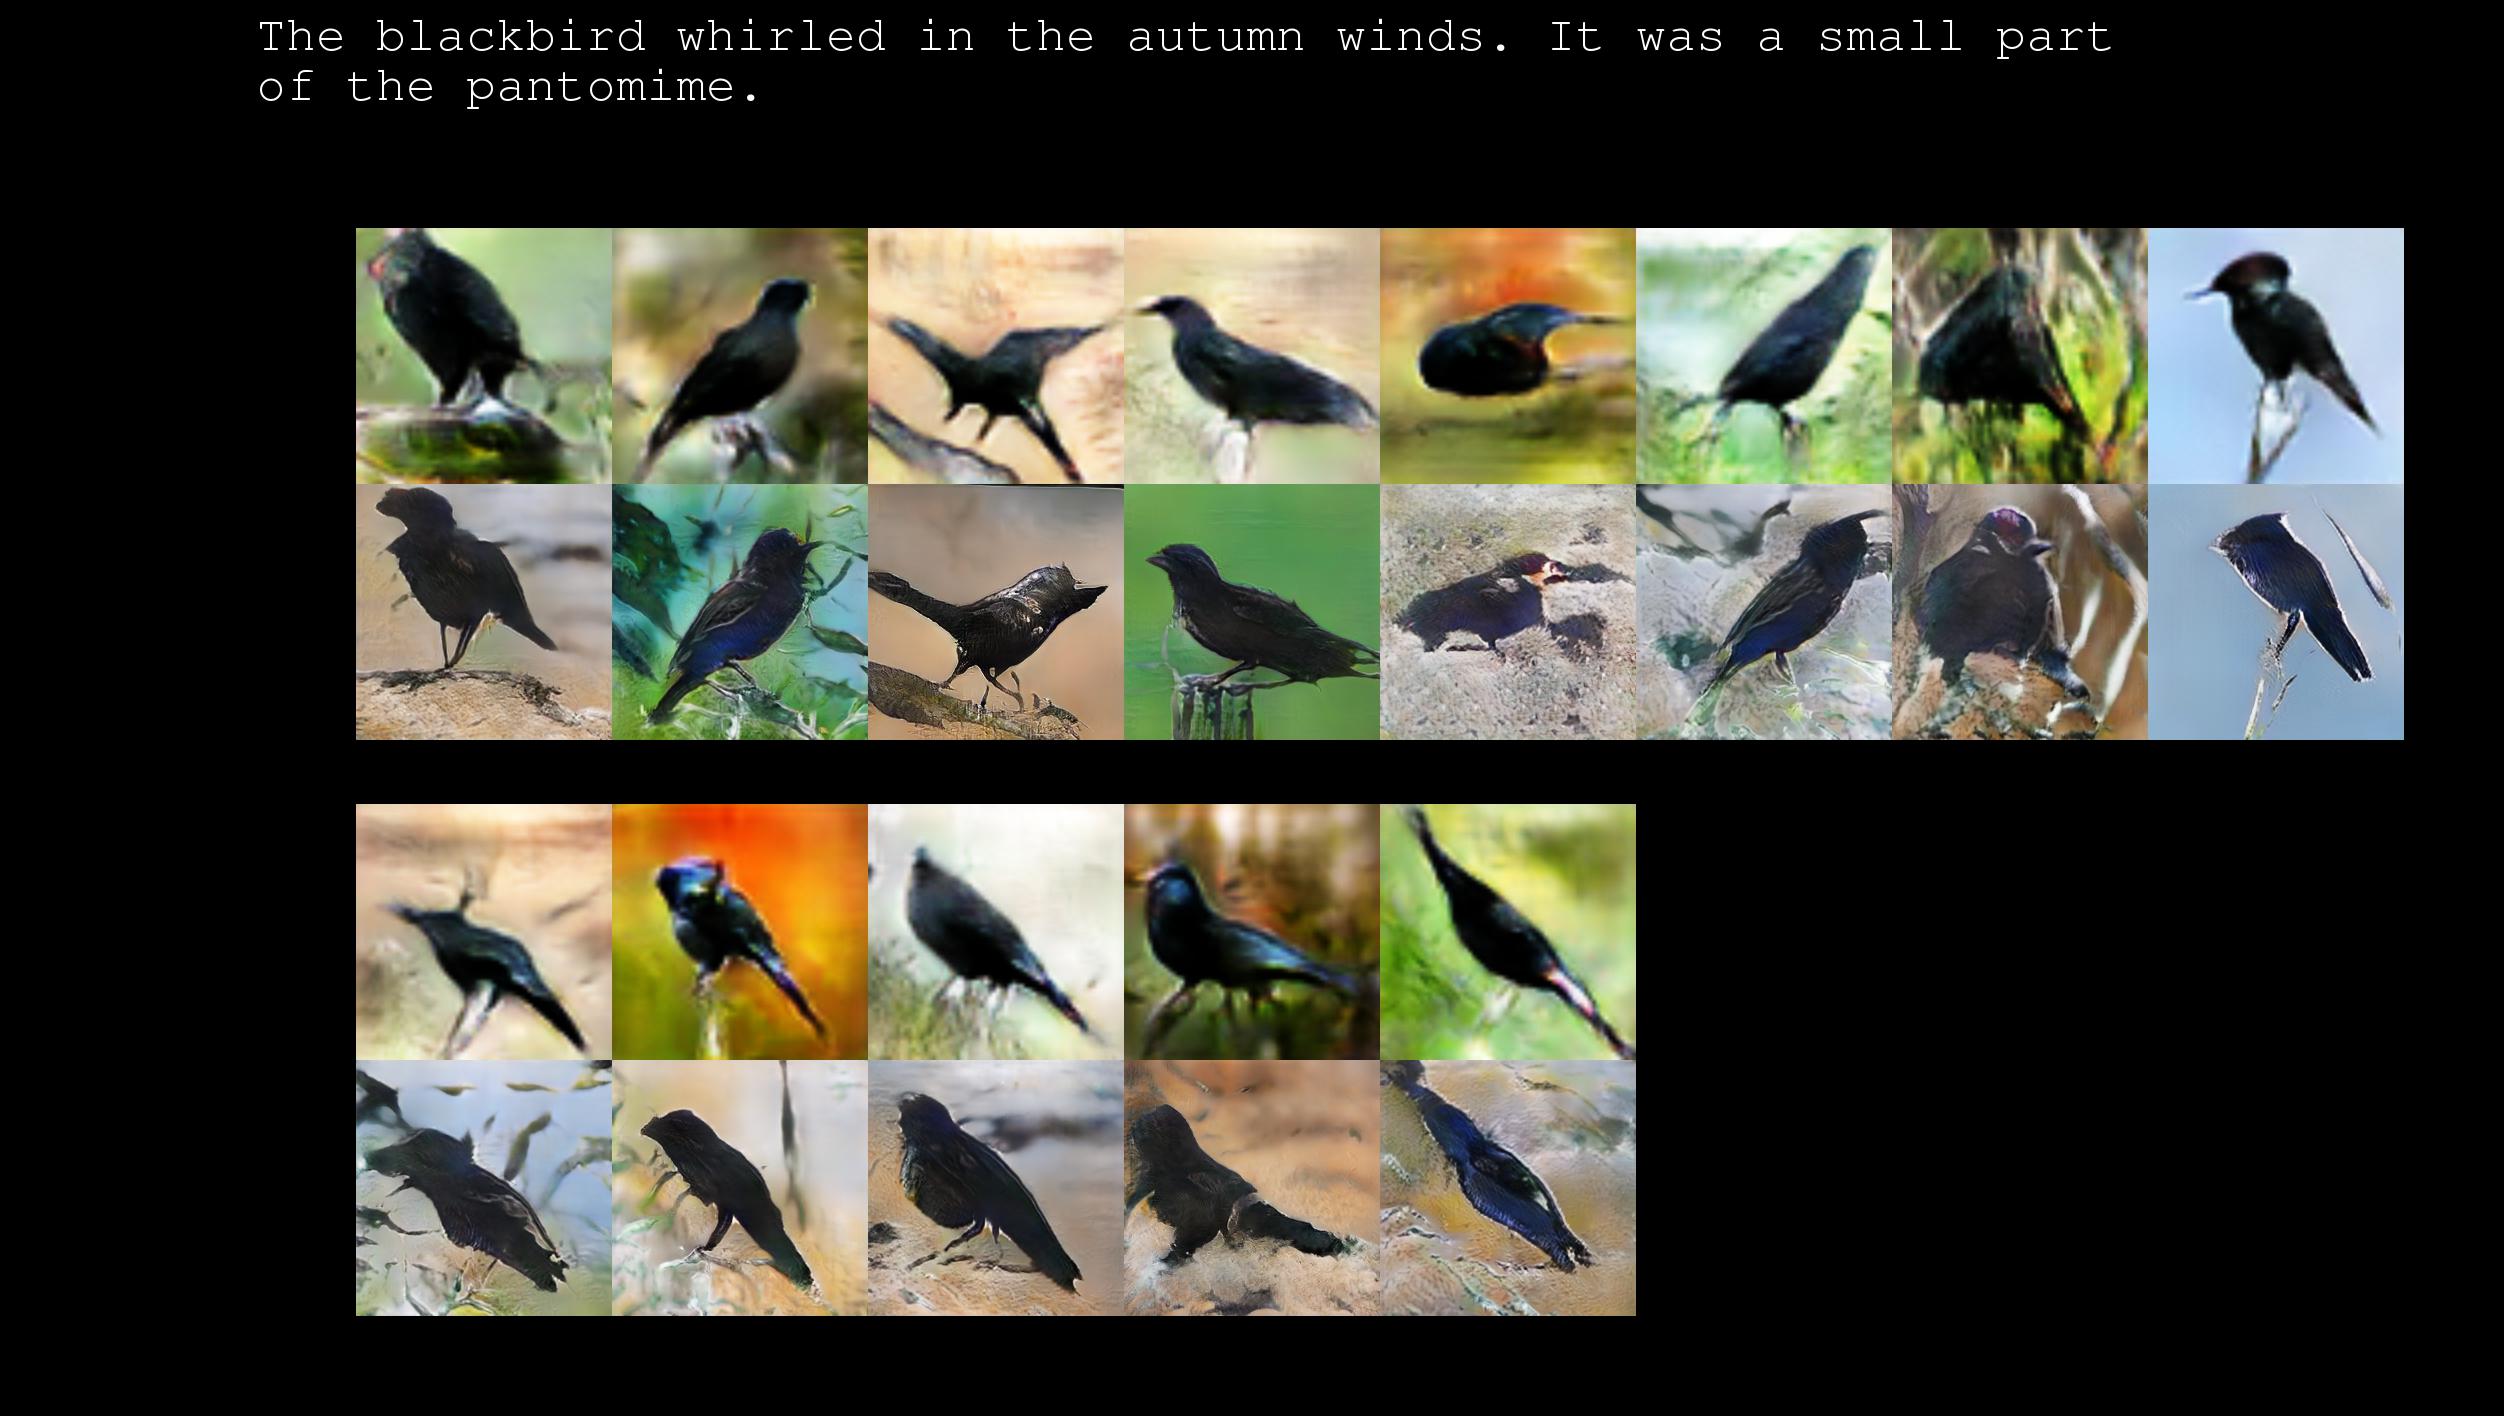 The blackbird whirled in the autumn winds. It was a small part
of the pantomime.